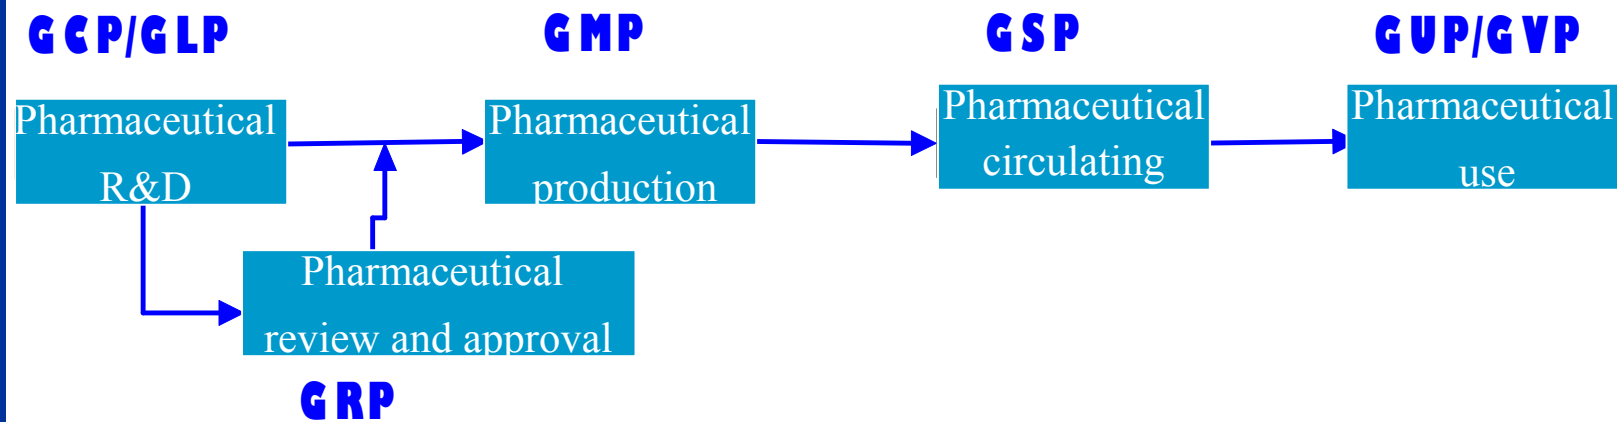 GCP/GLP
GMP
GSP
GUP/GVP
Pharmaceutical
R&D
Pharmaceutical
production
Pharmaceutical
circulating
Pharmaceutical
use
Pharmaceutical
review and approval
GRP